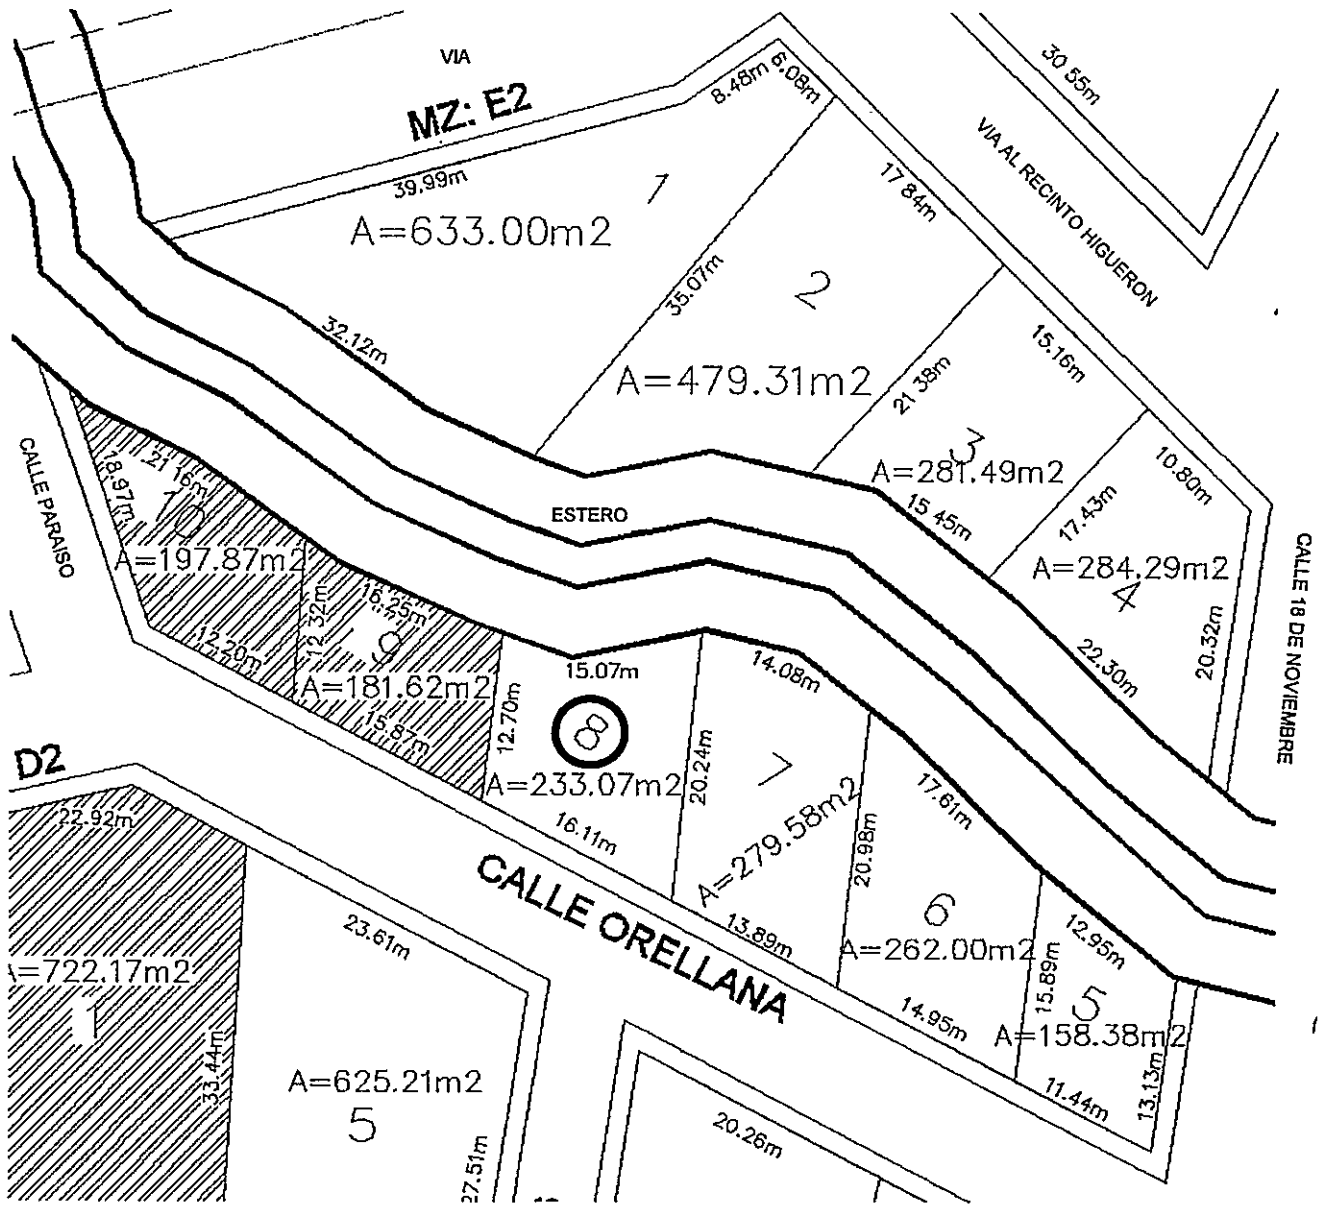 VIA
MZ: E2
8.48m
6.08m
30 55m
39.99m
1
A=633.00m2
17.84m
VIA AL RECINTO HIGUERON
35.07m
2
32.12m
A=479.31m2
15.16m
21 38m
3
A=281.49m2
15 45m
10.80m
17.43m
A=284.29m2
4
20.32m
22.30m
CALLE 18 DE NOVIEMBRE
CALLE PARAISO
18.97m
21 16m
10
A=197.87m2
12.20m
12 32m
ESTERO
16.25m
9
A=181.62m2
15.87m
12.70m
15.07m
8
A=233.07m2
16.11m
20.24m
14.08m
7
A=279.58m2
13.89m
20.98m
17.61m
6
A=262.00m2
14.95m
15.89m
12.95m
5
A=158.38m2
11.44m
13.13m
CALLE ORELLANA
D2
22.92m
A=722.17m2
1
33.44m
23.61m
A=625.21m2
5
27.51m
20.26m